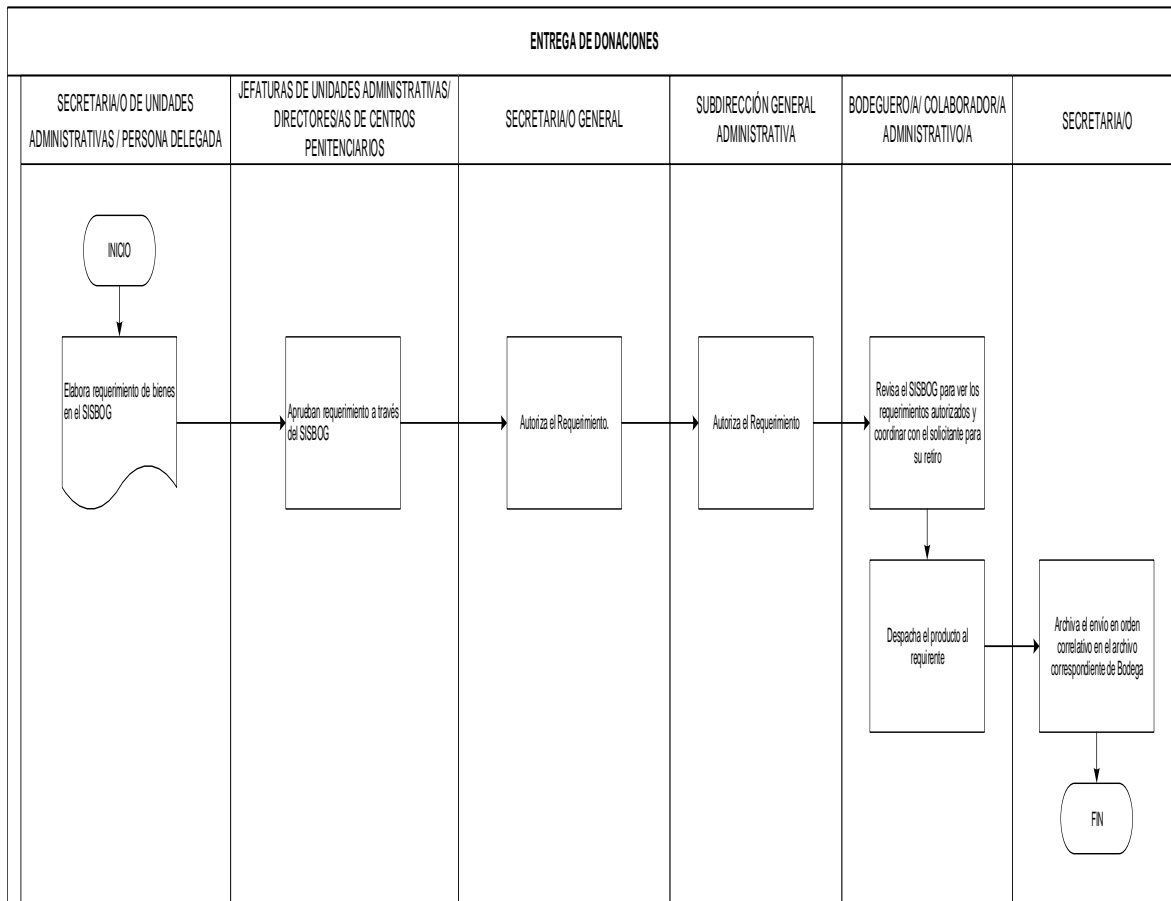 ENTREGA DE DONACIONES
SECRETARIA/O DE UNIDADES
ADMINISTRATIVAS / PERSONA DELEGADA
JEFATURAS DE UNIDADES ADMINISTRATIVAS/
DIRECTORES/AS DE CENTROS
PENITENCIARIOS
SECRETARIA/O GENERAL
SUBDIRECCIÓN GENERAL
ADMINISTRATIVA
BODEGUERO/A/ COLABORADOR/A
ADMINISTRATIVO/A
SECRETARIA/O
INICIO
Elabora requerimiento de bienes
en el SISBOG
Aprueban requerimiento a través
del SISBOG
Autoriza el Requerimiento.
Autoriza el Requerimiento
Revisa el SISBOG para ver los
requerimientos autorizados y
coordinar con el solicitante para
su retiro
Despacha el producto al
requirente
Archiva el envío en orden
correlativo en el archivo
correspondiente de Bodega
FIN